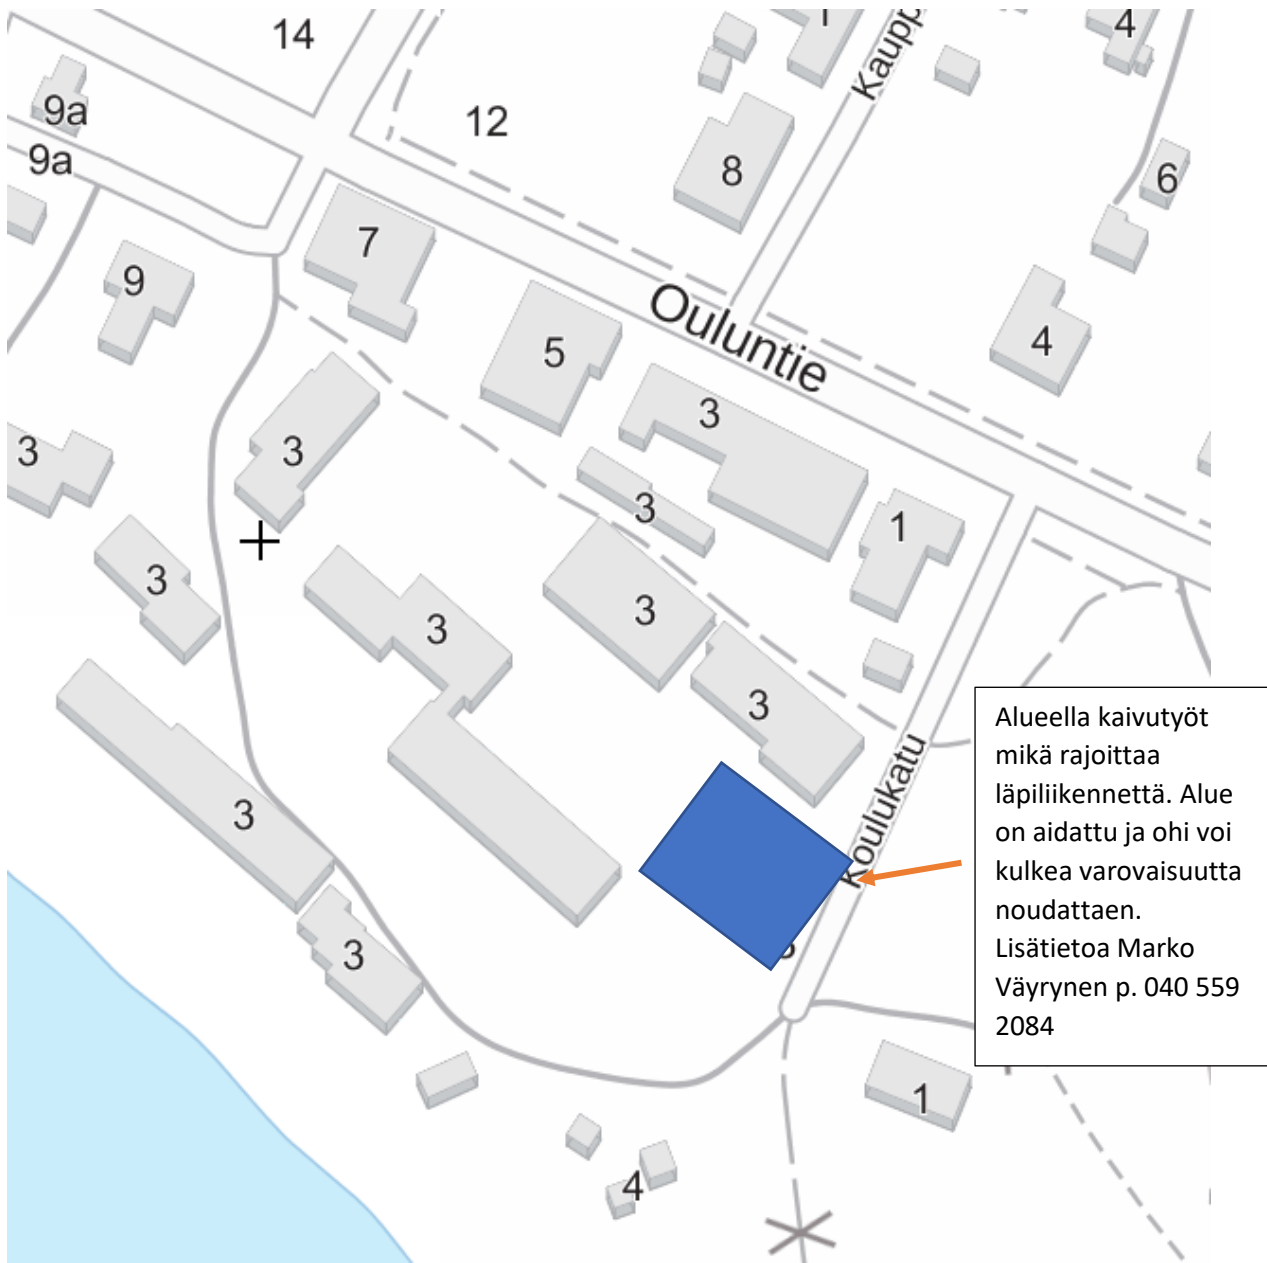 14
4
Kaupp
9a
12
9a
8
6
7
9
Ouluntie
4
5
3
3
3
3
1
3
3
3
3
Koulukatu
3
3
1
4
Alueella kaivutyöt
mikä rajoittaa
läpiliikennettä. Alue
on aidattu ja ohi voi
kulkea varovaisuutta
noudattaen.
Lisätietoa Marko
Väyrynen p. 040 559
2084